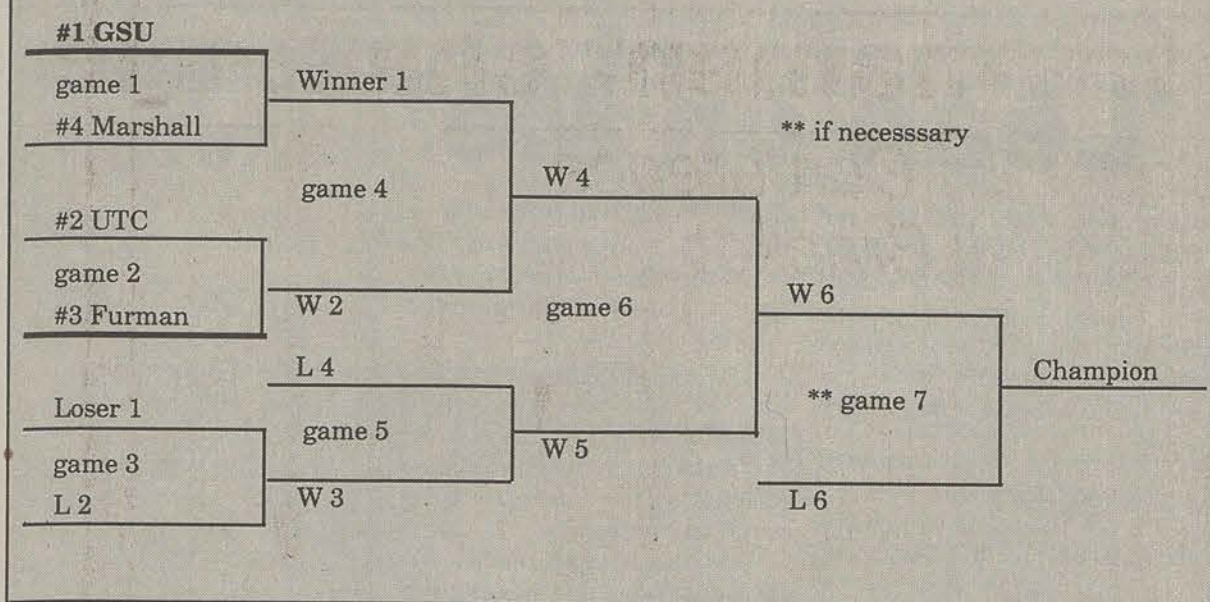 #1 GSU
game 1
#4 Marshall
#2 UTC
game 2
#3 Furman
Loser 1
game 3
L 2
Winner 1
game 4
W 2
L 4
game 5
W 3
W 4
game 6
W 5
** if necesssary
W 6
** game 7
L 6
Champion